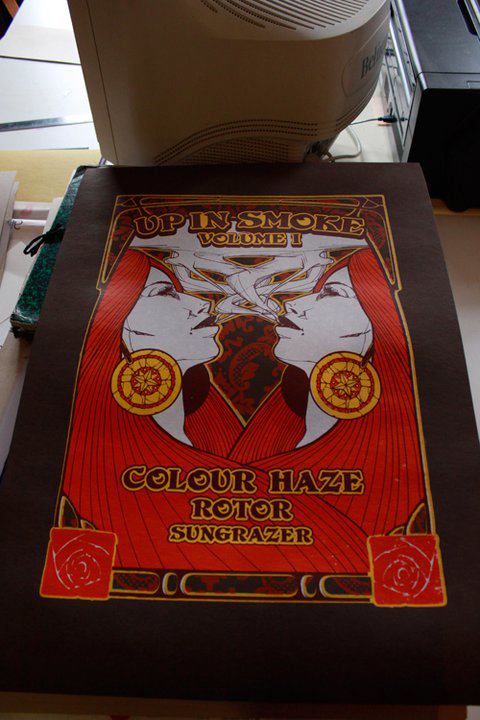 UP IN SMOKE
VOLUME I
COLOUR HAZE
ROTOR
SUNGRAZER